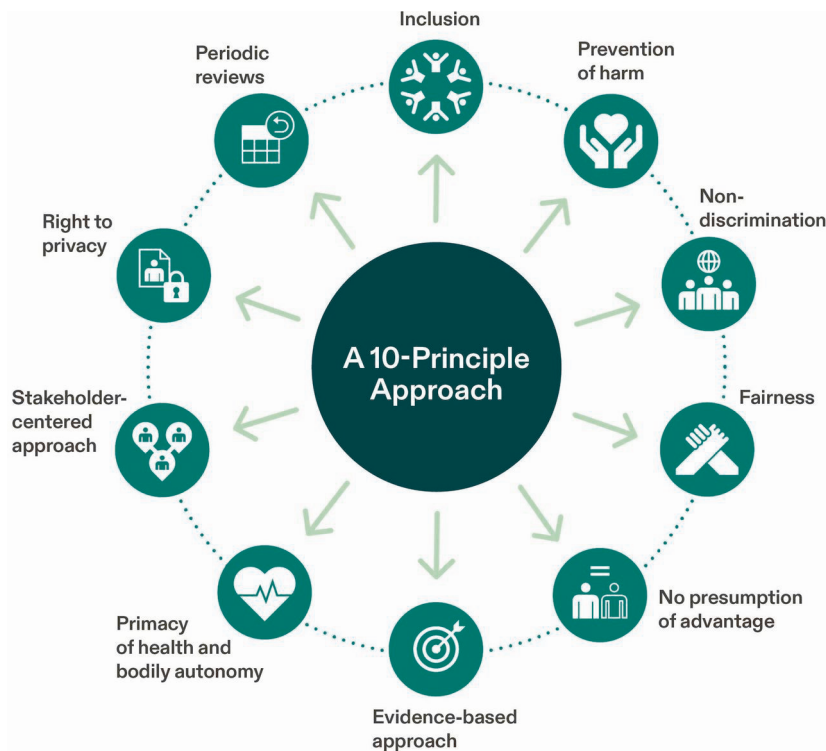 Inclusion
Prevention
of harm
Non-
discrimination
Fairness
No presumption
of advantage
Evidence-based
approach
Primacy
of health and
bodily autonomy
Stakeholder-
centered
approach
Right to
privacy
Periodic
reviews
A 10-Principle
Approach